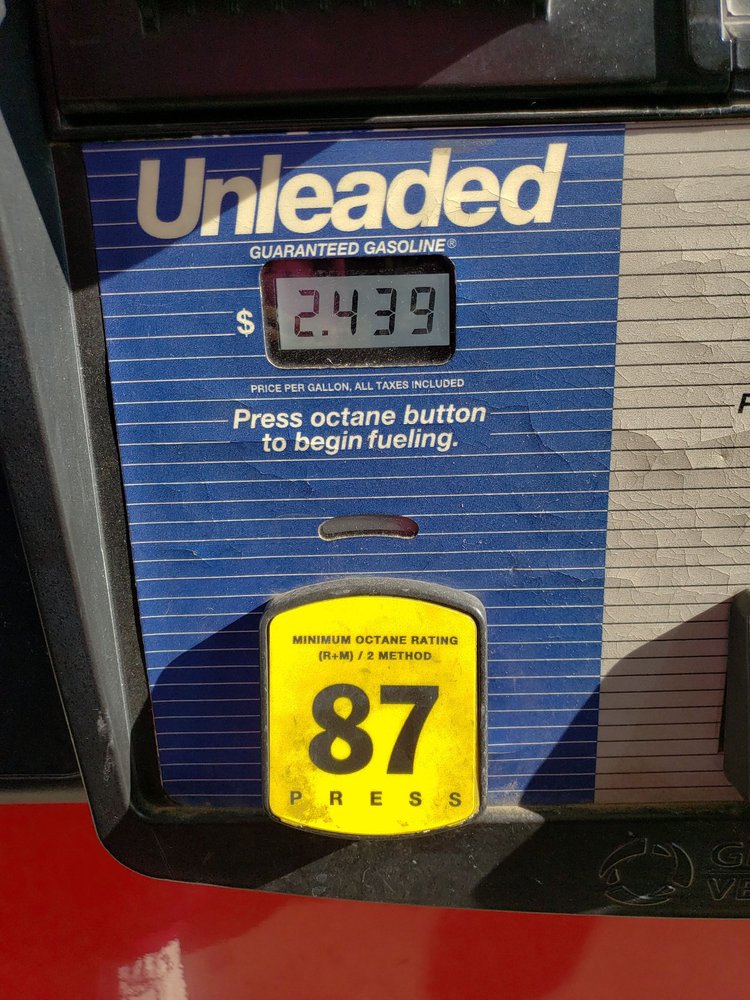 Unleaded
GUARANTEED GASOLINE®
$ 2.439
PRICE PER GALLON, ALL TAXES INCLUDED
Press octane button
to begin fueling.
MINIMUM OCTANE RATING
(R+M) / 2 METHOD
87
PRESS